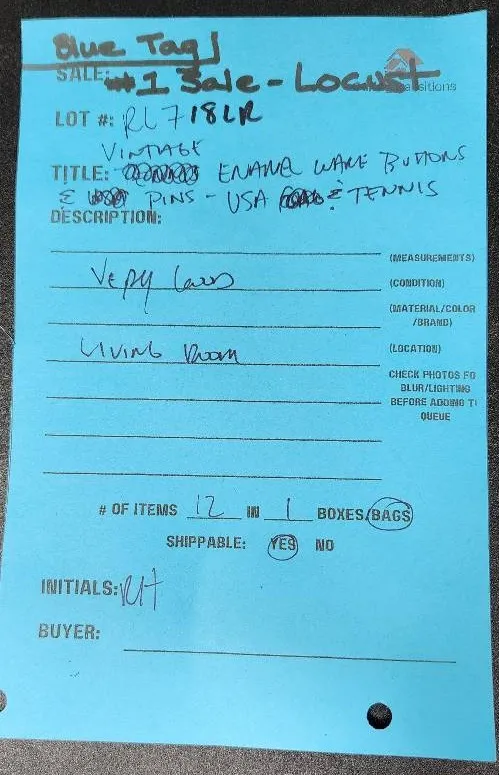 Blue Tag!
SALE: #1 Sale - Locust
LOT #: RL718LR
VINTAGE
TITLE: ENAMEL WARE BUTTONS
& PINS - USA & TENNIS
DESCRIPTION:
(MEASUREMENTS)
VERY GOOD (CONDITION)
(MATERIAL/COLOR
/BRAND)
LIVING ROOM (LOCATION)
CHECK PHOTOS FO
BLUR/LIGHTING
BEFORE ADDING T
QUEUE
# OF ITEMS 12 IN 1 BOXES/BAGS
SHIPPABLE: YES NO
INITIALS: RH
BUYER: